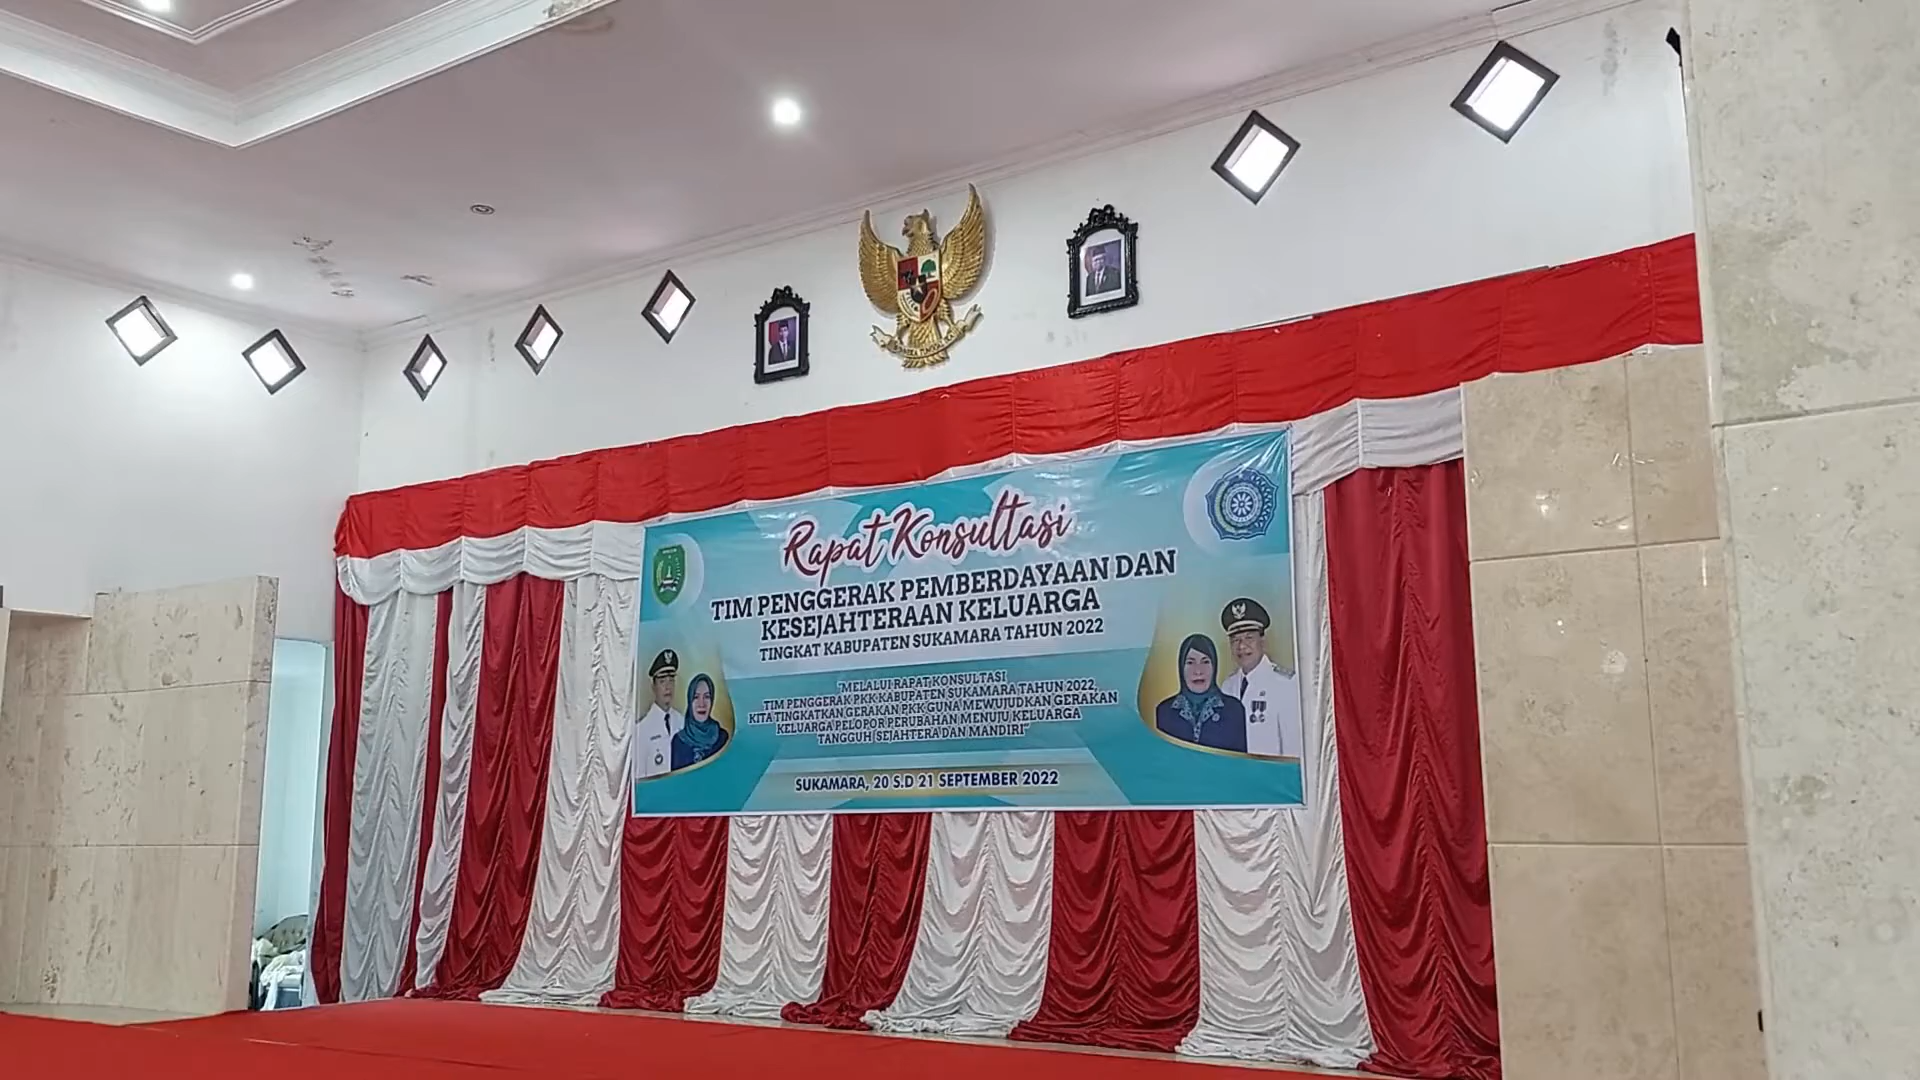 Rapat Konsultasi
TIM PENGGERAK PEMBERDAYAAN DAN
KESEJAHTERAAN KELUARGA
TINGKAT KABUPATEN SUKAMARA TAHUN 2022
"MELALUI RAPAT KONSULTASI
TIM PENGGERAK PKK KABUPATEN SUKAMARA TAHUN 2022,
KITA TINGKATKAN GERAKAN PKK GUNA MEWUJUDKAN GERAKAN
KELUARGA PELOPOR PERUBAHAN MENUJU KELUARGA
TANGGUH SEJAHTERA DAN MANDIRI"
SUKAMARA, 20 S.D 21 SEPTEMBER 2022